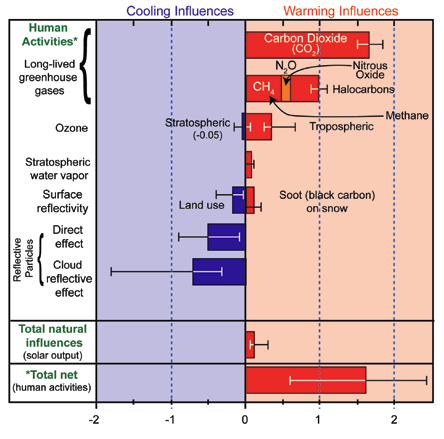 Cooling Influences
Warming Influences
Human
Activities*
Long-lived
greenhouse
gases
Carbon Dioxide
(CO2)
N2O
Nitrous
Oxide
CH4
Halocarbons
Methane
Ozone
Stratospheric
(-0.05)
Tropospheric
Stratospheric
water vapor
Surface
reflectivity
Land use
Soot (black carbon)
on snow
Reflective
Particles
Direct
effect
Cloud
reflective
effect
Total natural
influences
(solar output)
*Total net
(human activities)
-2
-1
0
1
2